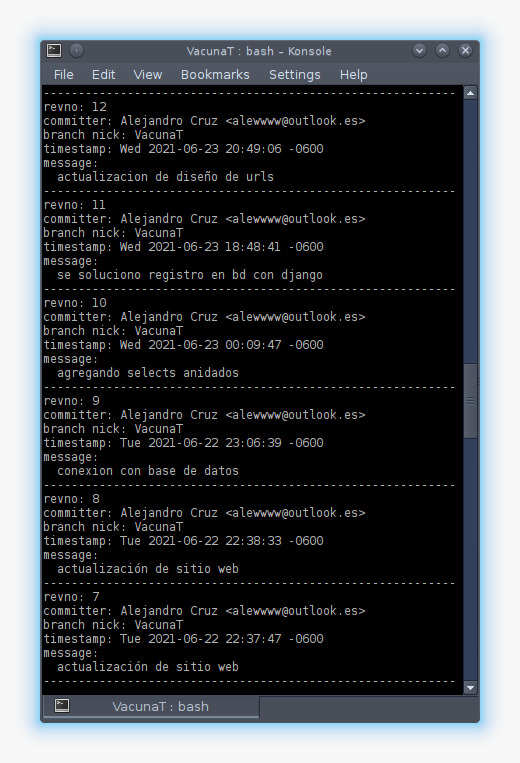 VacunaT : bash – Konsole
File Edit View Bookmarks Settings Help
------------------------------------------------------------
revno: 12
committer: Alejandro Cruz <alewwww@outlook.es>
branch nick: VacunaT
timestamp: Wed 2021-06-23 20:49:06 -0600
message:
  actualizacion de diseño de urls
------------------------------------------------------------
revno: 11
committer: Alejandro Cruz <alewwww@outlook.es>
branch nick: VacunaT
timestamp: Wed 2021-06-23 18:48:41 -0600
message:
  se soluciono registro en bd con django
------------------------------------------------------------
revno: 10
committer: Alejandro Cruz <alewwww@outlook.es>
branch nick: VacunaT
timestamp: Wed 2021-06-23 00:09:47 -0600
message:
  agregando selects anidados
------------------------------------------------------------
revno: 9
committer: Alejandro Cruz <alewwww@outlook.es>
branch nick: VacunaT
timestamp: Tue 2021-06-22 23:06:39 -0600
message:
  conexion con base de datos
------------------------------------------------------------
revno: 8
committer: Alejandro Cruz <alewwww@outlook.es>
branch nick: VacunaT
timestamp: Tue 2021-06-22 22:38:33 -0600
message:
  actualización de sitio web
------------------------------------------------------------
revno: 7
committer: Alejandro Cruz <alewwww@outlook.es>
branch nick: VacunaT
timestamp: Tue 2021-06-22 22:37:47 -0600
message:
  actualización de sitio web
------------------------------------------------------------
VacunaT : bash